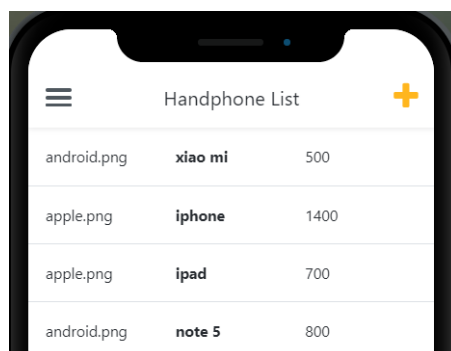 Handphone List
android.png xiao mi 500
apple.png iphone 1400
apple.png ipad 700
android.png note 5 800